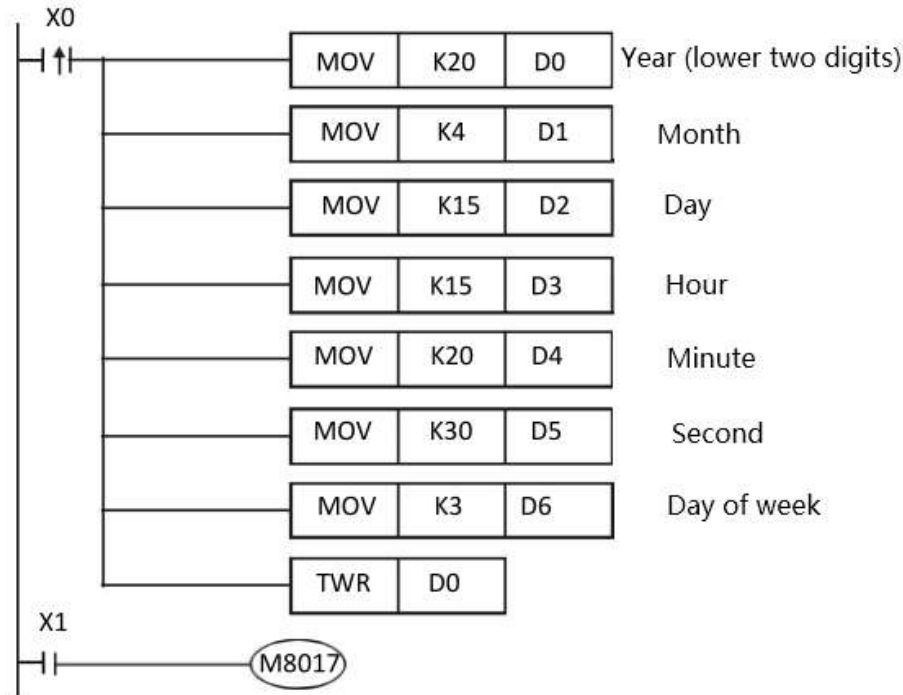 X0
MOV K20 D0 Year (lower two digits)
MOV K4 D1 Month
MOV K15 D2 Day
MOV K15 D3 Hour
MOV K20 D4 Minute
MOV K30 D5 Second
MOV K3 D6 Day of week
TWR D0
X1
M8017